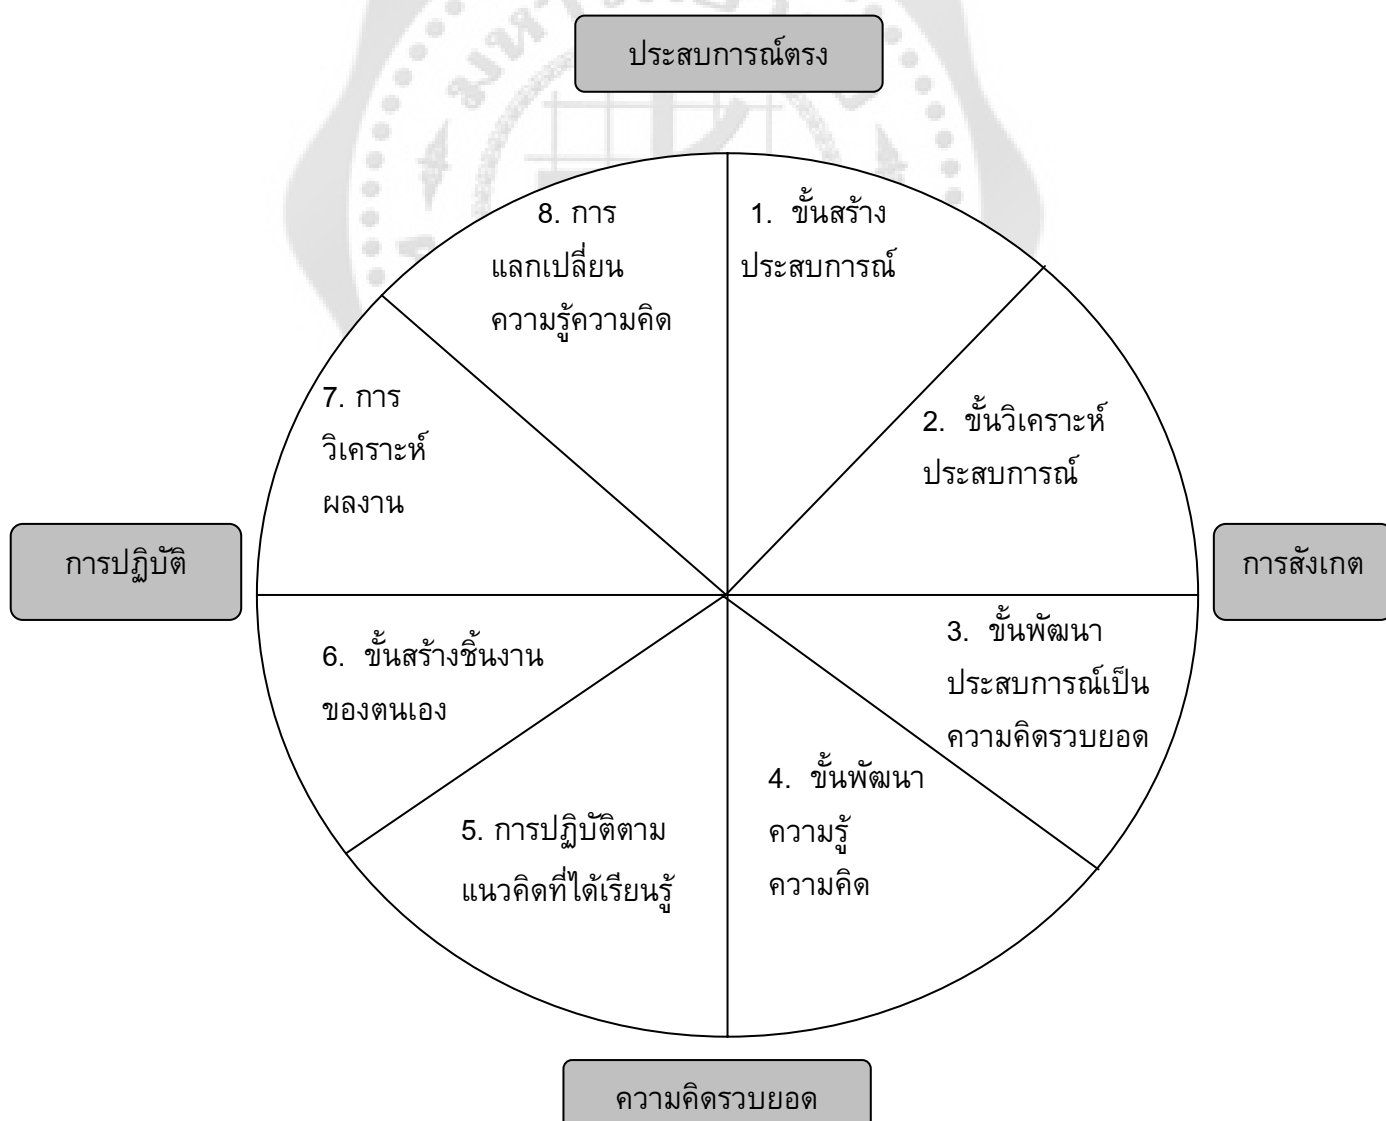 ประสบการณ์ตรง
8. การ
แลกเปลี่ยน
ความรู้ความคิด
1. ขั้นสร้าง
ประสบการณ์
7. การ
วิเคราะห์
ผลงาน
2. ขั้นวิเคราะห์
ประสบการณ์
การปฏิบัติ
การสังเกต
6. ขั้นสร้างชิ้นงาน
ของตนเอง
3. ขั้นพัฒนา
ประสบการณ์เป็น
ความคิดรวบยอด
5. การปฏิบัติตาม
แนวคิดที่ได้เรียนรู้
4. ขั้นพัฒนา
ความรู้
ความคิด
ความคิดรวบยอด